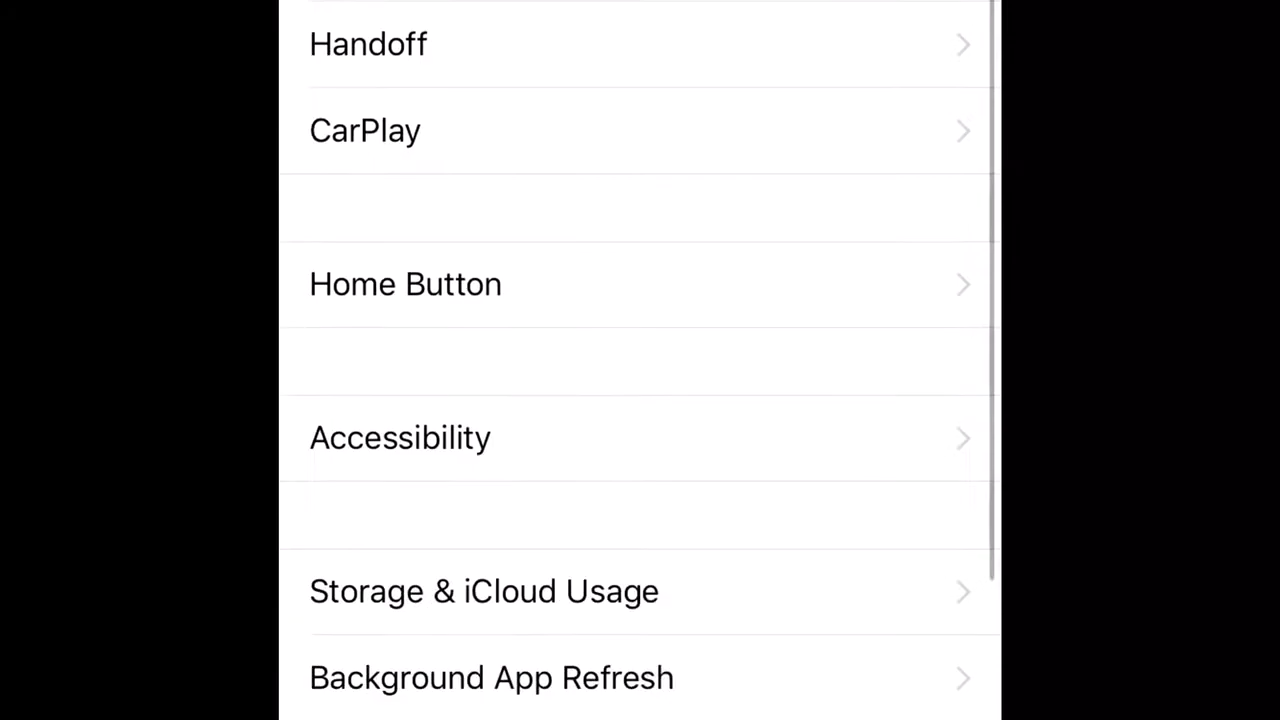 Handoff
CarPlay
Home Button
Accessibility
Storage & iCloud Usage
Background App Refresh